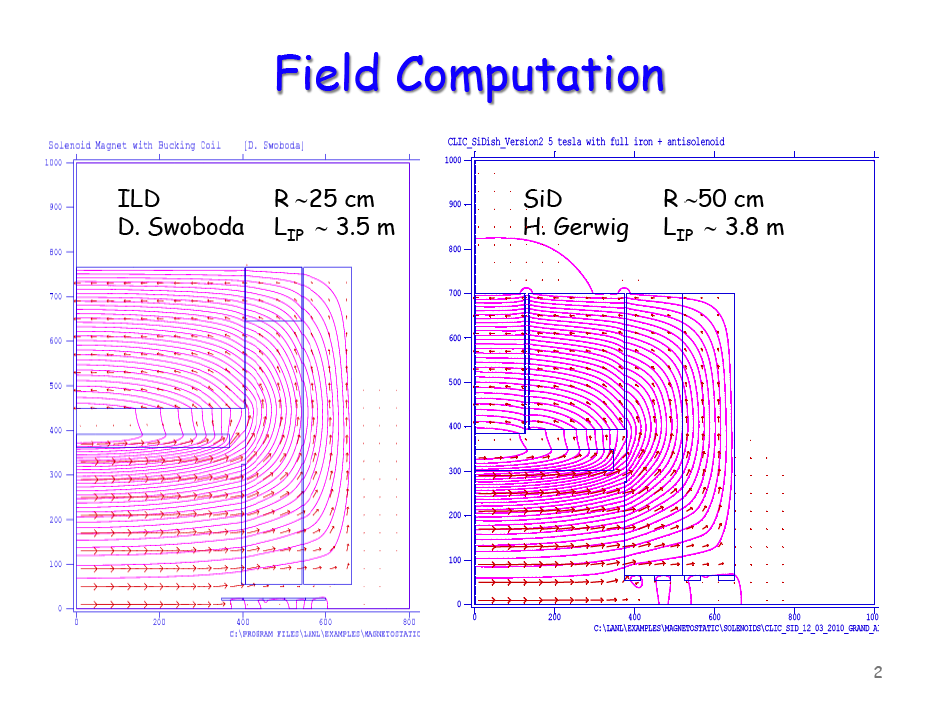 Field Computation
Solenoid Magnet with Bucking Coil [D. Swoboda]
ILD R ~25 cm
D. Swoboda LIP ~ 3.5 m
1000
900
800
700
600
500
400
300
200
100
0
0 200 400 600 800
C:\PROGRAM FILES\LANL\EXAMPLES\MAGNETOSTATIC
CLIC_SiDish_Version2 5 tesla with full iron + antisolenoid
SiD R ~50 cm
H. Gerwig LIP ~ 3.8 m
1000
900
800
700
600
500
400
300
200
100
0
0 200 400 600 800 100
C:\LANL\EXAMPLES\MAGNETOSTATIC\SOLENOIDS\CLIC_SID_12_03_2010_GRAND_A
2